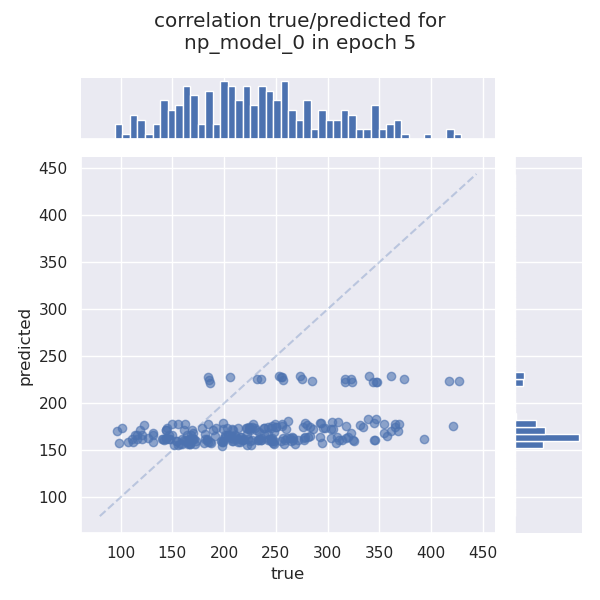 correlation true/predicted for
np_model_0 in epoch 5
450
400
350
300
250
200
150
100
predicted
100 150 200 250 300 350 400 450
true